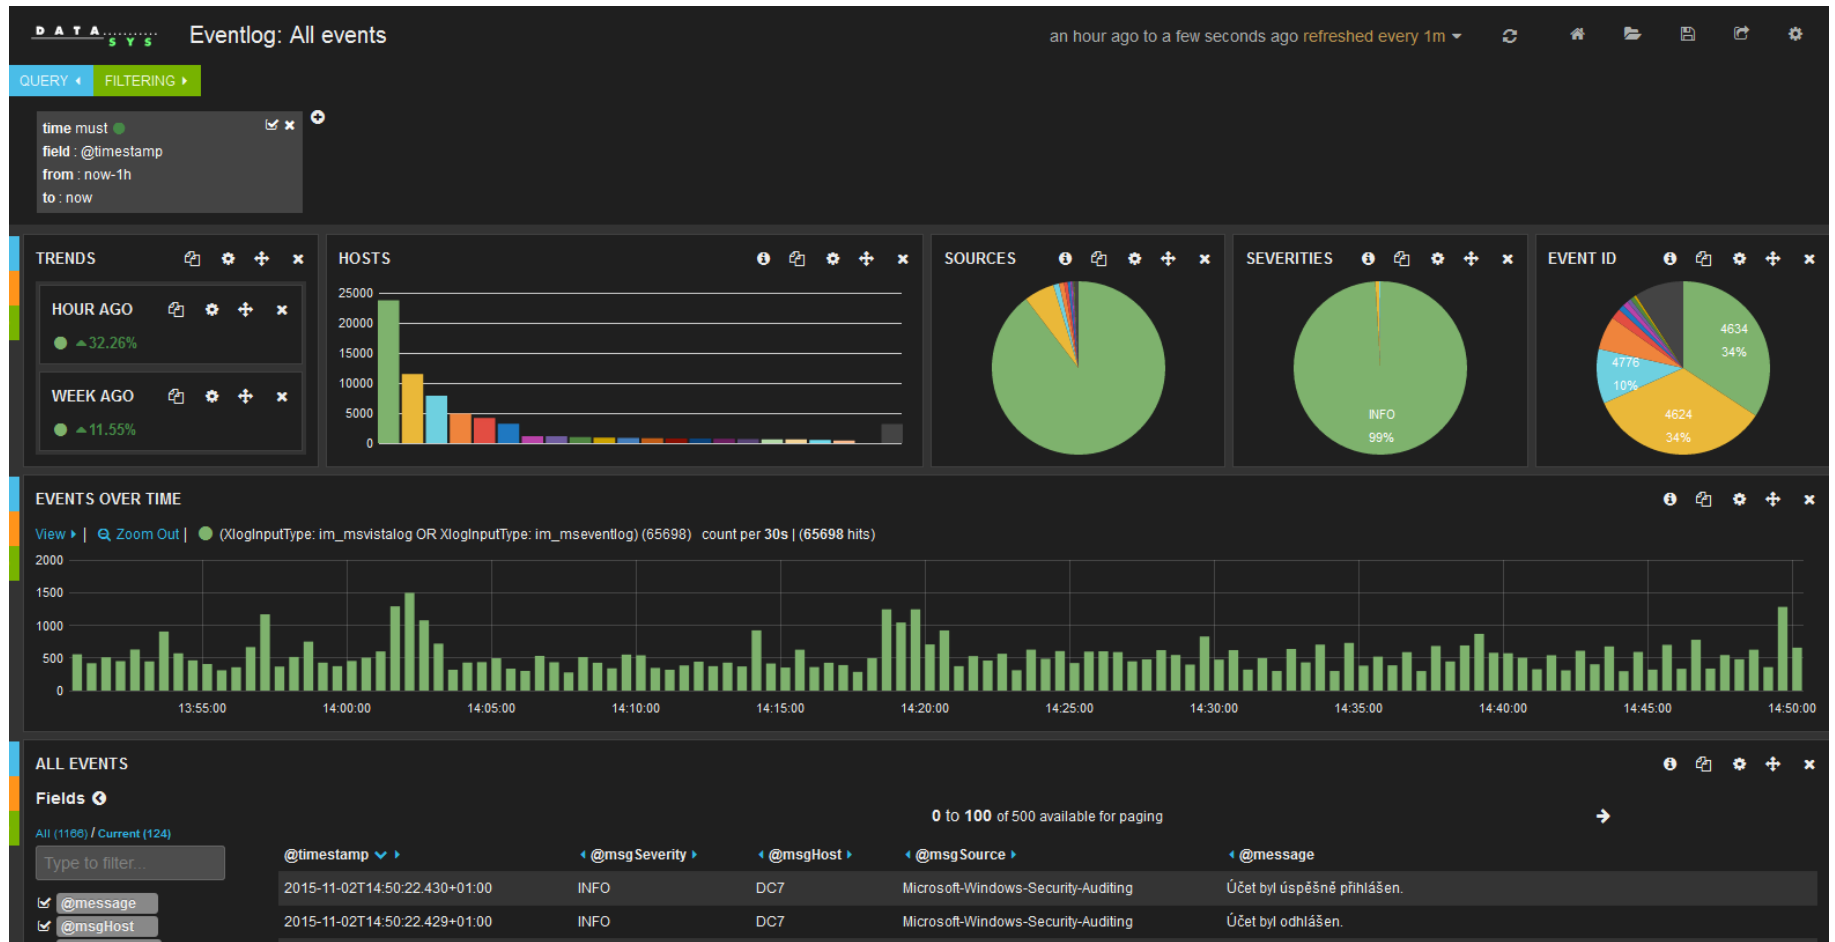 DATA
SYS
Eventlog: All events
an hour ago to a few seconds ago refreshed every 1m
QUERY
FILTERING
time must
field : @timestamp
from : now-1h
to : now
TRENDS
HOUR AGO
32.26%
WEEK AGO
11.55%
HOSTS
25000
20000
15000
10000
5000
0
SOURCES
SEVERITIES
INFO
99%
EVENT ID
4634
34%
4776
10%
4624
34%
EVENTS OVER TIME
View | Zoom Out | (XlogInputType: im_msvistalog OR XlogInputType: im_mseventlog) (65698) count per 30s | (65698 hits)
2000
1500
1000
500
0
13:55:00 14:00:00 14:05:00 14:10:00 14:15:00 14:20:00 14:25:00 14:30:00 14:35:00 14:40:00 14:45:00 14:50:00
ALL EVENTS
Fields
All (1166) / Current (124)
Type to filter...
@message
@msgHost
0 to 100 of 500 available for paging
@timestamp @msgSeverity @msgHost @msgSource @message
2015-11-02T14:50:22.430+01:00 INFO DC7 Microsoft-Windows-Security-Auditing Účet byl úspěšně přihlášen.
2015-11-02T14:50:22.429+01:00 INFO DC7 Microsoft-Windows-Security-Auditing Účet byl odhlášen.